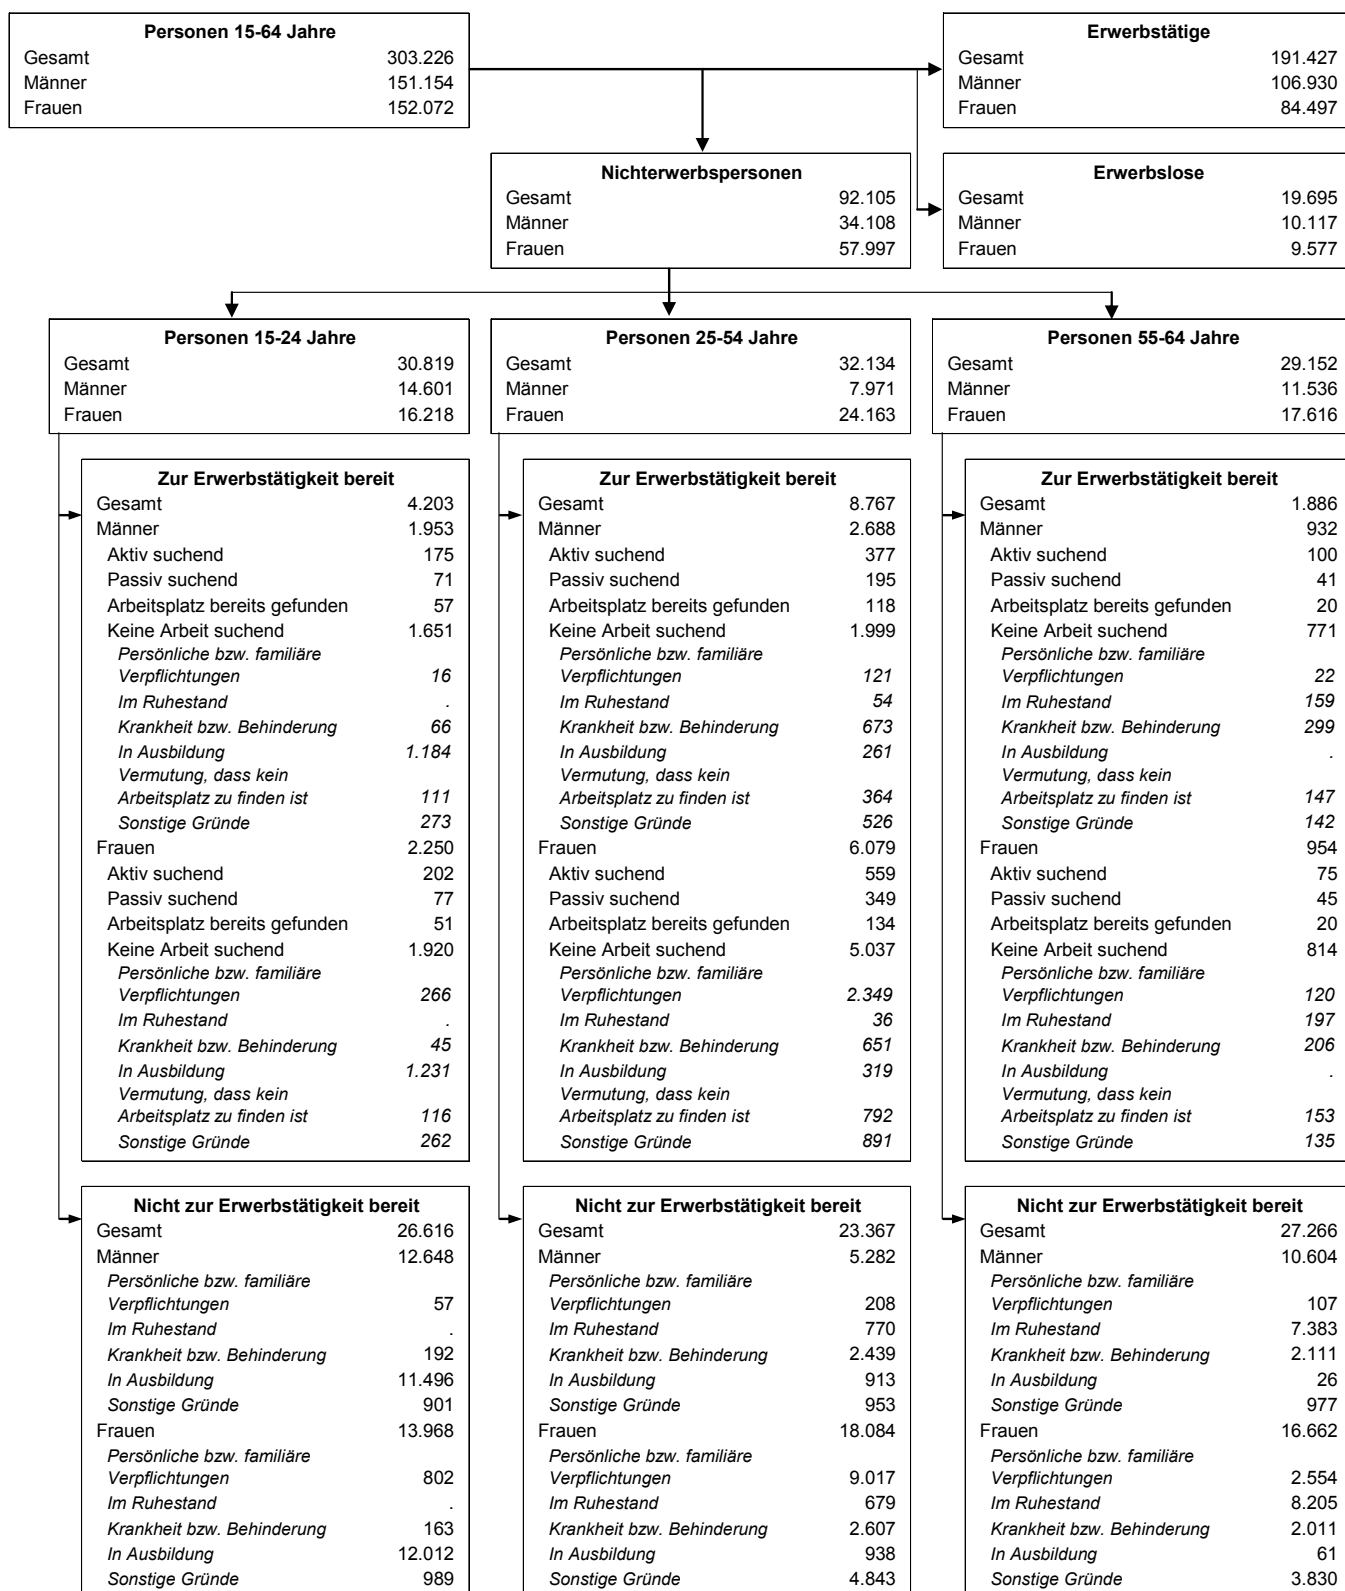 Personen 15-64 Jahre
Gesamt 303.226
Männer 151.154
Frauen 152.072
Erwerbstätige
Gesamt 191.427
Männer 106.930
Frauen 84.497
Nichterwerbspersonen
Gesamt 92.105
Männer 34.108
Frauen 57.997
Erwerbslose
Gesamt 19.695
Männer 10.117
Frauen 9.577
Personen 15-24 Jahre
Gesamt 30.819
Männer 14.601
Frauen 16.218
Personen 25-54 Jahre
Gesamt 32.134
Männer 7.971
Frauen 24.163
Personen 55-64 Jahre
Gesamt 29.152
Männer 11.536
Frauen 17.616
Zur Erwerbstätigkeit bereit
Gesamt 4.203
Männer 1.953
Aktiv suchend 175
Passiv suchend 71
Arbeitsplatz bereits gefunden 57
Keine Arbeit suchend 1.651
Persönliche bzw. familiäre
Verpflichtungen 16
Im Ruhestand .
Krankheit bzw. Behinderung 66
In Ausbildung 1.184
Vermutung, dass kein
Arbeitsplatz zu finden ist 111
Sonstige Gründe 273
Frauen 2.250
Aktiv suchend 202
Passiv suchend 77
Arbeitsplatz bereits gefunden 51
Keine Arbeit suchend 1.920
Persönliche bzw. familiäre
Verpflichtungen 266
Im Ruhestand .
Krankheit bzw. Behinderung 45
In Ausbildung 1.231
Vermutung, dass kein
Arbeitsplatz zu finden ist 116
Sonstige Gründe 262
Zur Erwerbstätigkeit bereit
Gesamt 8.767
Männer 2.688
Aktiv suchend 377
Passiv suchend 195
Arbeitsplatz bereits gefunden 118
Keine Arbeit suchend 1.999
Persönliche bzw. familiäre
Verpflichtungen 121
Im Ruhestand 54
Krankheit bzw. Behinderung 673
In Ausbildung 261
Vermutung, dass kein
Arbeitsplatz zu finden ist 364
Sonstige Gründe 526
Frauen 6.079
Aktiv suchend 559
Passiv suchend 349
Arbeitsplatz bereits gefunden 134
Keine Arbeit suchend 5.037
Persönliche bzw. familiäre
Verpflichtungen 2.349
Im Ruhestand 36
Krankheit bzw. Behinderung 651
In Ausbildung 319
Vermutung, dass kein
Arbeitsplatz zu finden ist 792
Sonstige Gründe 891
Zur Erwerbstätigkeit bereit
Gesamt 1.886
Männer 932
Aktiv suchend 100
Passiv suchend 41
Arbeitsplatz bereits gefunden 20
Keine Arbeit suchend 771
Persönliche bzw. familiäre
Verpflichtungen 22
Im Ruhestand 159
Krankheit bzw. Behinderung 299
In Ausbildung .
Vermutung, dass kein
Arbeitsplatz zu finden ist 147
Sonstige Gründe 142
Frauen 954
Aktiv suchend 75
Passiv suchend 45
Arbeitsplatz bereits gefunden 20
Keine Arbeit suchend 814
Persönliche bzw. familiäre
Verpflichtungen 120
Im Ruhestand 197
Krankheit bzw. Behinderung 206
In Ausbildung .
Vermutung, dass kein
Arbeitsplatz zu finden ist 153
Sonstige Gründe 135
Nicht zur Erwerbstätigkeit bereit
Gesamt 26.616
Männer 12.648
Persönliche bzw. familiäre
Verpflichtungen 57
Im Ruhestand .
Krankheit bzw. Behinderung 192
In Ausbildung 11.496
Sonstige Gründe 901
Frauen 13.968
Persönliche bzw. familiäre
Verpflichtungen 802
Im Ruhestand .
Krankheit bzw. Behinderung 163
In Ausbildung 12.012
Sonstige Gründe 989
Nicht zur Erwerbstätigkeit bereit
Gesamt 23.367
Männer 5.282
Persönliche bzw. familiäre
Verpflichtungen 208
Im Ruhestand 770
Krankheit bzw. Behinderung 2.439
In Ausbildung 913
Sonstige Gründe 953
Frauen 18.084
Persönliche bzw. familiäre
Verpflichtungen 9.017
Im Ruhestand 679
Krankheit bzw. Behinderung 2.607
In Ausbildung 938
Sonstige Gründe 4.843
Nicht zur Erwerbstätigkeit bereit
Gesamt 27.266
Männer 10.604
Persönliche bzw. familiäre
Verpflichtungen 107
Im Ruhestand 7.383
Krankheit bzw. Behinderung 2.111
In Ausbildung 26
Sonstige Gründe 977
Frauen 16.662
Persönliche bzw. familiäre
Verpflichtungen 2.554
Im Ruhestand 8.205
Krankheit bzw. Behinderung 2.011
In Ausbildung 61
Sonstige Gründe 3.830